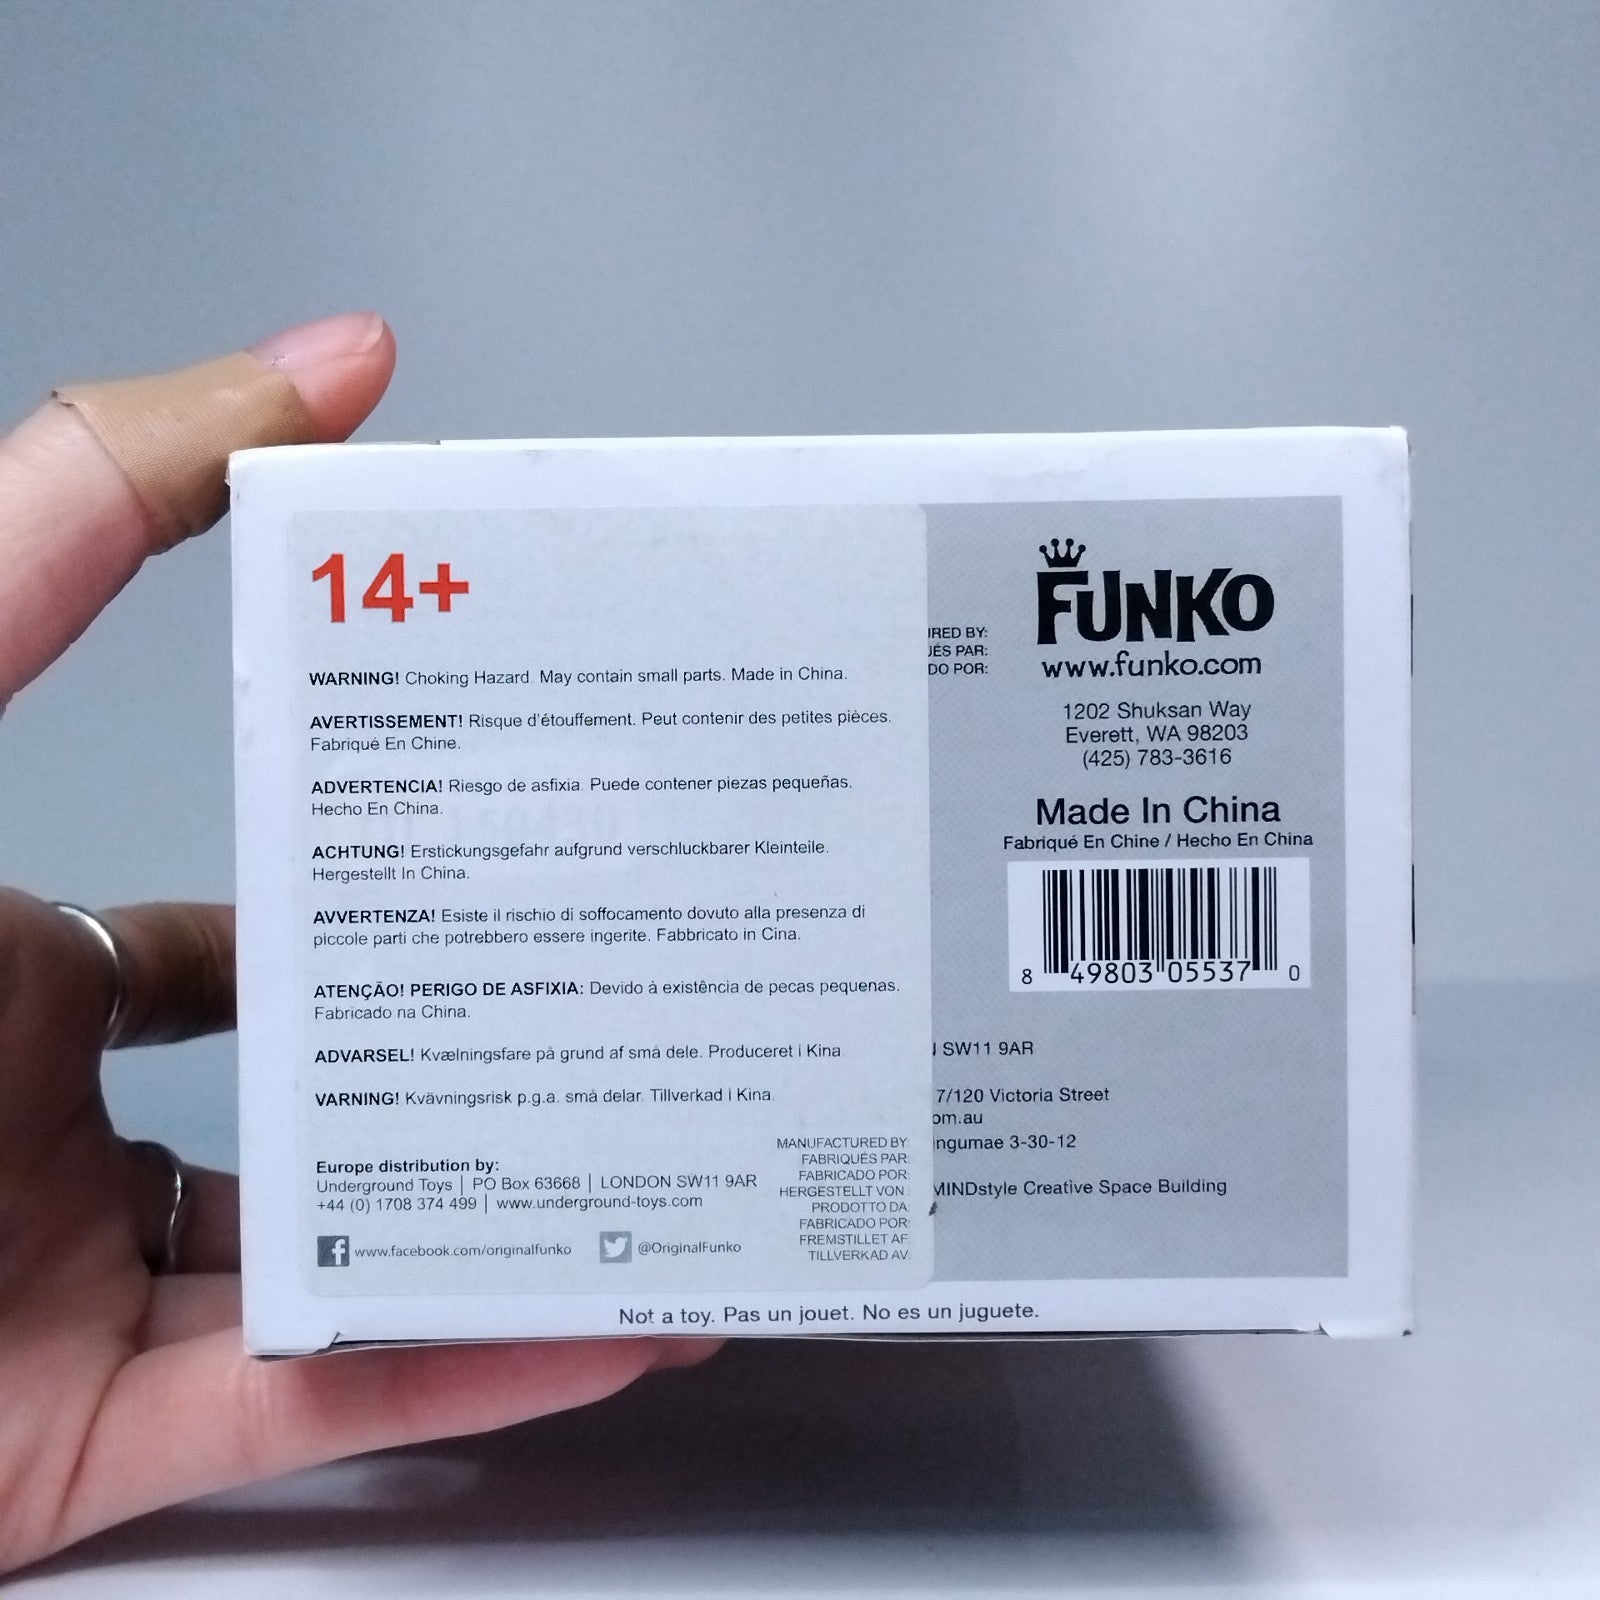 14+
WARNING! Choking Hazard. May contain small parts. Made in China.
AVERTISSEMENT! Risque d'étouffement. Peut contenir des petites pièces.
Fabriqué En Chine.
ADVERTENCIA! Riesgo de asfixia. Puede contener piezas pequeñas.
Hecho En China.
ACHTUNG! Erstickungsgefahr aufgrund verschluckbarer Kleinteile.
Hergestellt In China.
AVVERTENZA! Esiste il rischio di soffocamento dovuto alla presenza di
piccole parti che potrebbero essere ingerite. Fabbricato in Cina.
ATENÇÃO! PERIGO DE ASFIXIA: Devido à existência de pecas pequenas.
Fabricado na China.
ADVARSEL! Kvælningsfare på grund af små dele. Produceret i Kina
VARNING! Kvävningsrisk p.g.a. små delar. Tillverkad i Kina.
Europe distribution by:
Underground Toys | PO Box 63668 | LONDON SW11 9AR
+44 (0) 1708 374 499 | www.underground-toys.com
www.facebook.com/originalfunko
@OriginalFunko
MANUFACTURED BY:
FABRIQUÉS PAR:
FABRICADO POR:
HERGESTELLT VON:
PRODOTTO DA:
FABRICADO POR:
FREMSTILLET AF:
TILLVERKAD AV:
RED BY:
ÉS PAR:
DO POR:
FUNKO
www.funko.com
1202 Shuksan Way
Everett, WA 98203
(425) 783-3616
Made In China
Fabriqué En Chine / Hecho En China
8 49803 05537 0
SW11 9AR
7/120 Victoria Street
om.au
ngumae 3-30-12
MINDstyle Creative Space Building
Not a toy. Pas un jouet. No es un juguete.